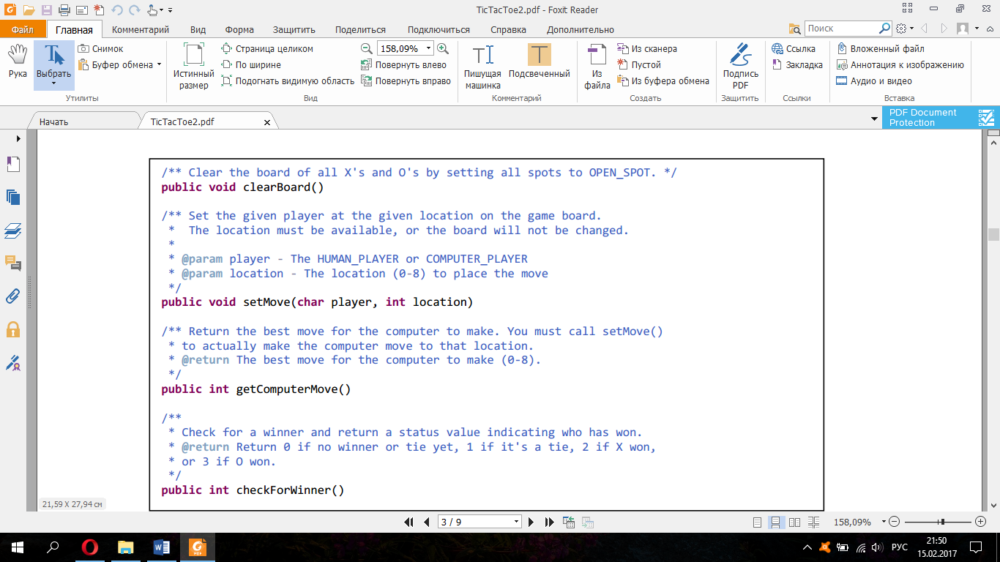 TicTacToe2.pdf - Foxit Reader
Файл Главная Комментарий Вид Форма Защитить Поделиться Подключиться Справка Дополнительно Поиск
Рука
Выбрать
Снимок
Буфер обмена
Утилиты
Истинный
размер
Страница целиком
По ширине
Подогнать видимую область
158,09%
Повернуть влево
Повернуть вправо
Вид
Пишущая
машинка
Подсвеченный
Комментарий
Из
файла
Из сканера
Пустой
Из буфера обмена
Создать
Подпись
PDF
Защитить
Ссылка
Закладка
Ссылки
Вложенный файл
Аннотация к изображению
Аудио и видео
Вставка
Начать TicTacToe2.pdf
PDF Document
Protection
/** Clear the board of all X's and O's by setting all spots to OPEN_SPOT. */
public void clearBoard()
/** Set the given player at the given location on the game board.
* The location must be available, or the board will not be changed.
*
* @param player - The HUMAN_PLAYER or COMPUTER_PLAYER
* @param location - The location (0-8) to place the move
*/
public void setMove(char player, int location)
/** Return the best move for the computer to make. You must call setMove()
* to actually make the computer move to that location.
* @return The best move for the computer to make (0-8).
*/
public int getComputerMove()
/**
* Check for a winner and return a status value indicating who has won.
* @return Return 0 if no winner or tie yet, 1 if it's a tie, 2 if X won,
* or 3 if O won.
*/
public int checkForWinner()
21,59 X 27,94 см
3 / 9
158,09%
РУС
21:50
15.02.2017